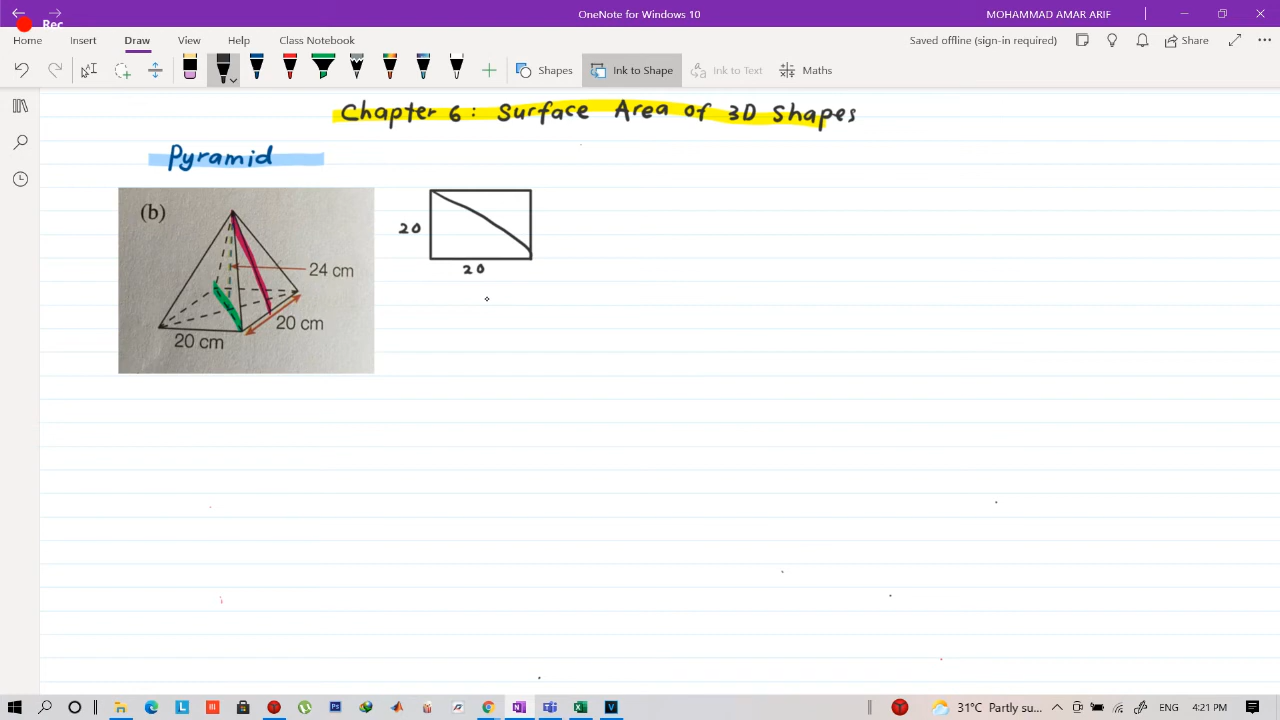 OneNote for Windows 10
MOHAMMAD AMAR ARIF
Rec
Home Insert Draw View Help Class Notebook
Saved offline (sign-in required)
Share
Shapes
Ink to Shape
Ink to Text
Maths
Chapter 6: Surface Area of 3D Shapes
Pyramid
(b)
24 cm
20 cm
20 cm
20
20
31°C Partly su...
ENG
4:21 PM